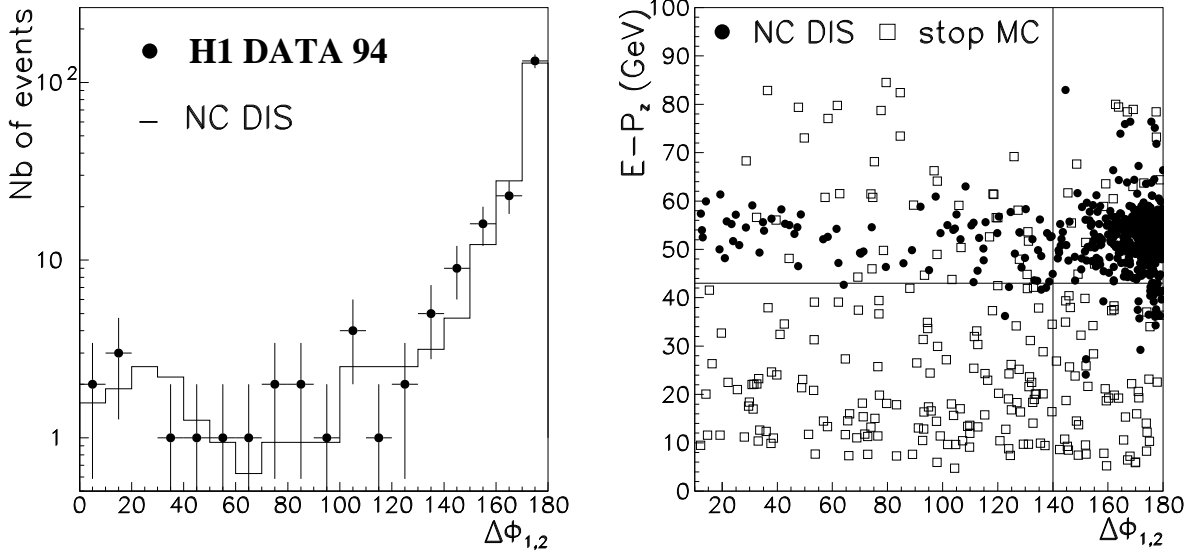 Nb of events
H1 DATA 94
NC DIS
10²
10
1
0 20 40 60 80 100 120 140 160 180
ΔΦ1,2
E−Pz (GeV)
NC DIS stop MC
100
90
80
70
60
50
40
30
20
10
0
20 40 60 80 100 120 140 160 180
ΔΦ1,2